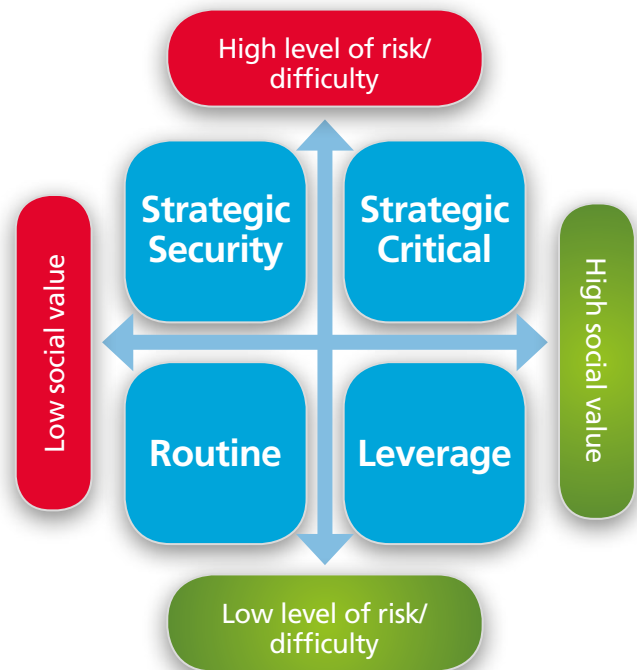 High level of risk/
difficulty
Strategic
Security
Strategic
Critical
Low social value
High social value
Routine
Leverage
Low level of risk/
difficulty